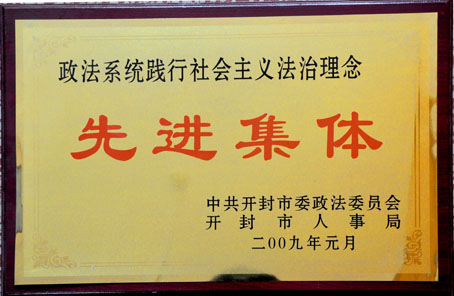 政法系统践行社会主义法治理念
先进集体
中共开封市委政法委员会
开封市人事局
二00九年元月